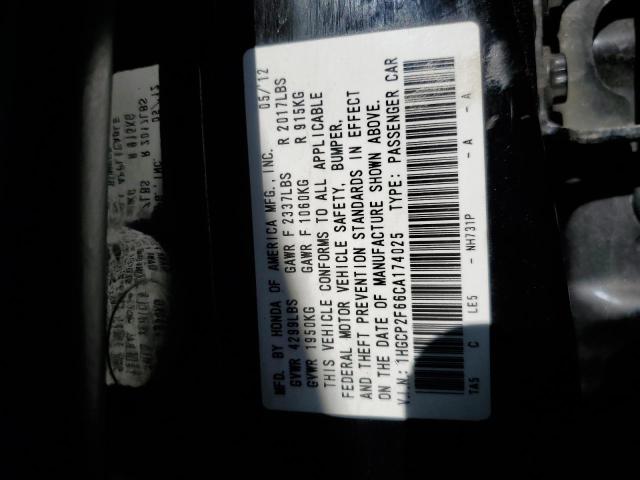 MFD. BY HONDA OF AMERICA MFG., INC. 05/12
GVWR 4299LBS GAWR F 2337LBS R 2017LBS
GVWR 1950KG GAWR F 1060KG R 915KG
THIS VEHICLE CONFORMS TO ALL APPLICABLE
FEDERAL MOTOR VEHICLE SAFETY, BUMPER,
AND THEFT PREVENTION STANDARDS IN EFFECT
ON THE DATE OF MANUFACTURE SHOWN ABOVE.
V.I.N.: 1HGCP2F66CA174025 TYPE: PASSENGER CAR
TA5 C LE5 - NH731P - A - A